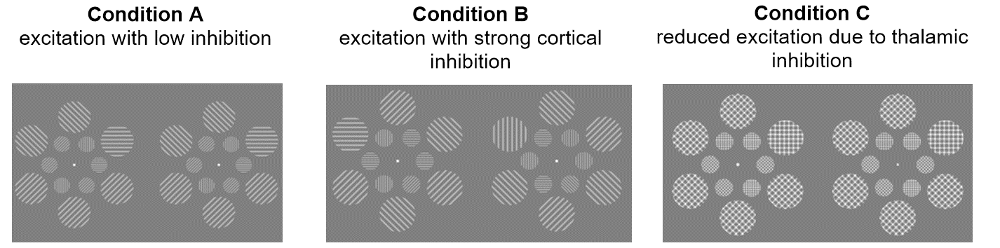 Condition A
excitation with low inhibition
Condition B
excitation with strong cortical
inhibition
Condition C
reduced excitation due to thalamic
inhibition